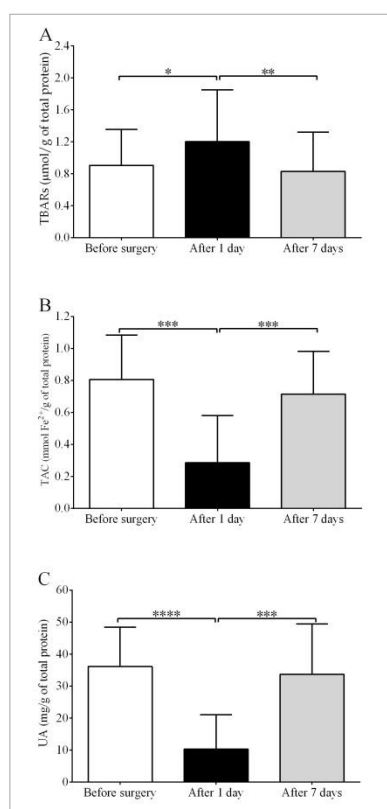 A
TBARs (µmol/ g of total protein)
2.4
2.0
1.6
1.2
0.8
0.4
0.0
* **
Before surgery After 1 day After 7 days
B
TAC (mmol Fe²⁺/g of total protein)
1.2
1.0
0.8
0.6
0.4
0.2
0.0
*** ***
Before surgery After 1 day After 7 days
C
UA (mg/g of total protein)
60
50
40
30
20
10
0
**** ***
Before surgery After 1 day After 7 days